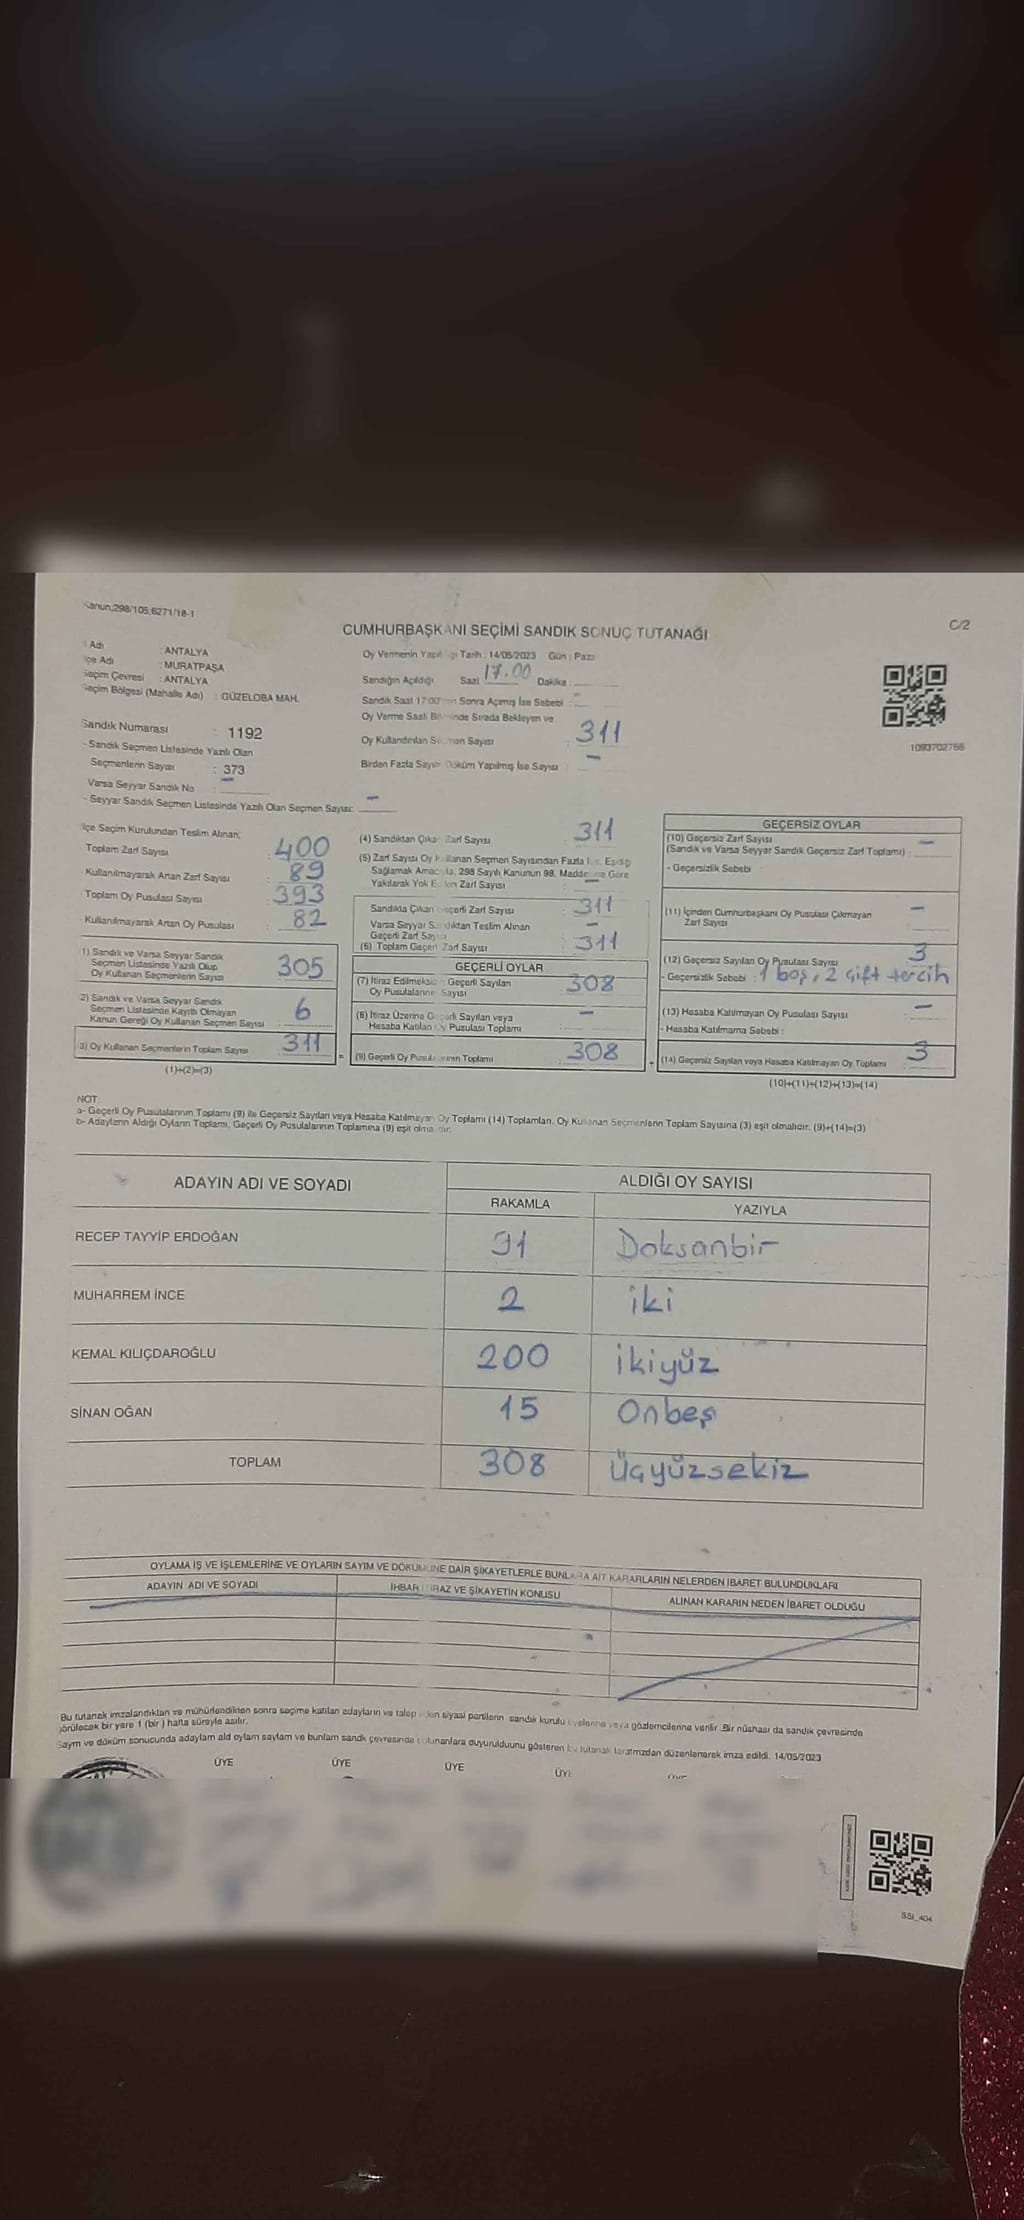 Kanun:298/105;6271/18-1
C/2
CUMHURBAŞKANI SEÇİMİ SANDIK SONUÇ TUTANAĞI
Adı : ANTALYA
İlçe Adı : MURATPAŞA
Seçim Çevresi : ANTALYA
Seçim Bölgesi (Mahalle Adı) : GÜZELOBA MAH.
Sandık Numarası : 1192
- Sandık Seçmen Listesinde Yazılı Olan
Seçmenlerin Sayısı : 373
Varsa Seyyar Sandık No : -
- Seyyar Sandık Seçmen Listesinde Yazılı Olan Seçmen Sayısı: -
Oy Vermenin Tarih : 14/05/2023 Gün :
Sandığın Açıldığı Saat 17.00 Dakika :
Sandık Saat 17:00 Sonra Açılmış İse Sebebi : -
Oy Verme Saati Sırada Bekleyen ve
Oy Kullandırılan Seçmen Sayısı : 311
Birden Fazla Sayım Döküm Yapılmış İse Sayısı : -
1093702766
İlçe Seçim Kurulundan Teslim Alınan;
Toplam Zarf Sayısı : 400
Kullanılmayarak Artan Zarf Sayısı : 89
Toplam Oy Pusulası Sayısı : 393
Kullanılmayarak Artan Oy Pusulası : 82
1) Sandık ve Varsa Seyyar Sandık
Seçmen Listesinde Yazılı Olup
Oy Kullanan Seçmenlerin Sayısı : 305
2) Sandık ve Varsa Seyyar Sandık
Seçmen Listesinde Kayıtlı Olmayan
Kanun Gereği Oy Kullanan Seçmen Sayısı : 6
3) Oy Kullanan Seçmenlerin Toplam Sayısı : 311
(1)+(2)=(3)
(4) Sandıktan Çıkan Zarf Sayısı : 311
(5) Zarf Sayısı Oy Kullanan Seçmen Sayısından Fazla İse, Eşitliği
Sağlamak Amacıyla, 298 Sayılı Kanunun 98. Maddesine Göre
Yakılarak Yok Edilen Zarf Sayısı : -
Sandıkta Çıkan Geçerli Zarf Sayısı : 311
Varsa Seyyar Sandıktan Teslim Alınan
Geçerli Zarf Sayısı : -
(6) Toplam Geçerli Zarf Sayısı : 311
GEÇERLİ OYLAR
(7) İtiraz Edilmeksizin Geçerli Sayılan
Oy Pusulalarının Sayısı : 308
(8) İtiraz Üzerine Geçerli Sayılan veya
Hesaba Katılan Oy Pusulası Toplamı : -
(9) Geçerli Oy Pusulalarının Toplamı : 308
GEÇERSİZ OYLAR
(10) Geçersiz Zarf Sayısı
(Sandık ve Varsa Seyyar Sandık Geçersiz Zarf Toplamı) : -
- Geçersizlik Sebebi :
(11) İçinden Cumhurbaşkanı Oy Pusulası Çıkmayan
Zarf Sayısı : -
(12) Geçersiz Sayılan Oy Pusulası Sayısı : 3
- Geçersizlik Sebebi : 1 boş, 2 çift tercih
(13) Hesaba Katılmayan Oy Pusulası Sayısı : -
- Hesaba Katılmama Sebebi :
(14) Geçersiz Sayılan veya Hesaba Katılmayan Oy Toplamı : 3
(10)+(11)+(12)+(13)=(14)
NOT:
a- Geçerli Oy Pusulalarının Toplamı (9) ile Geçersiz Sayılan veya Hesaba Katılmayan Oy Toplamı (14) Toplamları, Oy Kullanan Seçmenlerin Toplam Sayısına (3) eşit olmalıdır. (9)+(14)=(3)
b- Adayların Aldığı Oyların Toplamı, Geçerli Oy Pusulalarının Toplamına (9) eşit olmalıdır.
ADAYIN ADI VE SOYADI ALDIĞI OY SAYISI
RAKAMLA YAZIYLA
RECEP TAYYİP ERDOĞAN 91 Doksanbir
MUHARREM İNCE 2 iki
KEMAL KILIÇDAROĞLU 200 ikiyüz
SİNAN OĞAN 15 Onbeş
TOPLAM 308 Üçyüzsekiz
OYLAMA İŞ VE İŞLEMLERİNE VE OYLARIN SAYIM VE DÖKÜMÜNE DAİR ŞİKAYETLERLE BUNLARA AİT KARARLARIN NELERDEN İBARET BULUNDUKLARI
ADAYIN ADI VE SOYADI İHBAR İTİRAZ VE ŞİKAYETİN KONUSU ALINAN KARARIN NEDEN İBARET OLDUĞU
Bu tutanak imzalandıktan ve mühürlendikten sonra seçime katılan adayların ve talep eden siyasi partilerin sandık kurulu üyelerine veya gözlemcilerine verilir. Bir nüshası da sandık çevresinde
görülecek bir yere 1 (bir ) hafta süreyle asılır.
Sayım ve döküm sonucunda adayların aldı oyların sayıları ve bunların sandık çevresinde bulunanlara duyurulduunu gösteren bu tutanak tarafımızdan düzenlenerek imza edildi. 14/05/2023
ÜYE ÜYE ÜYE ÜYE ÜYE
SSI_404